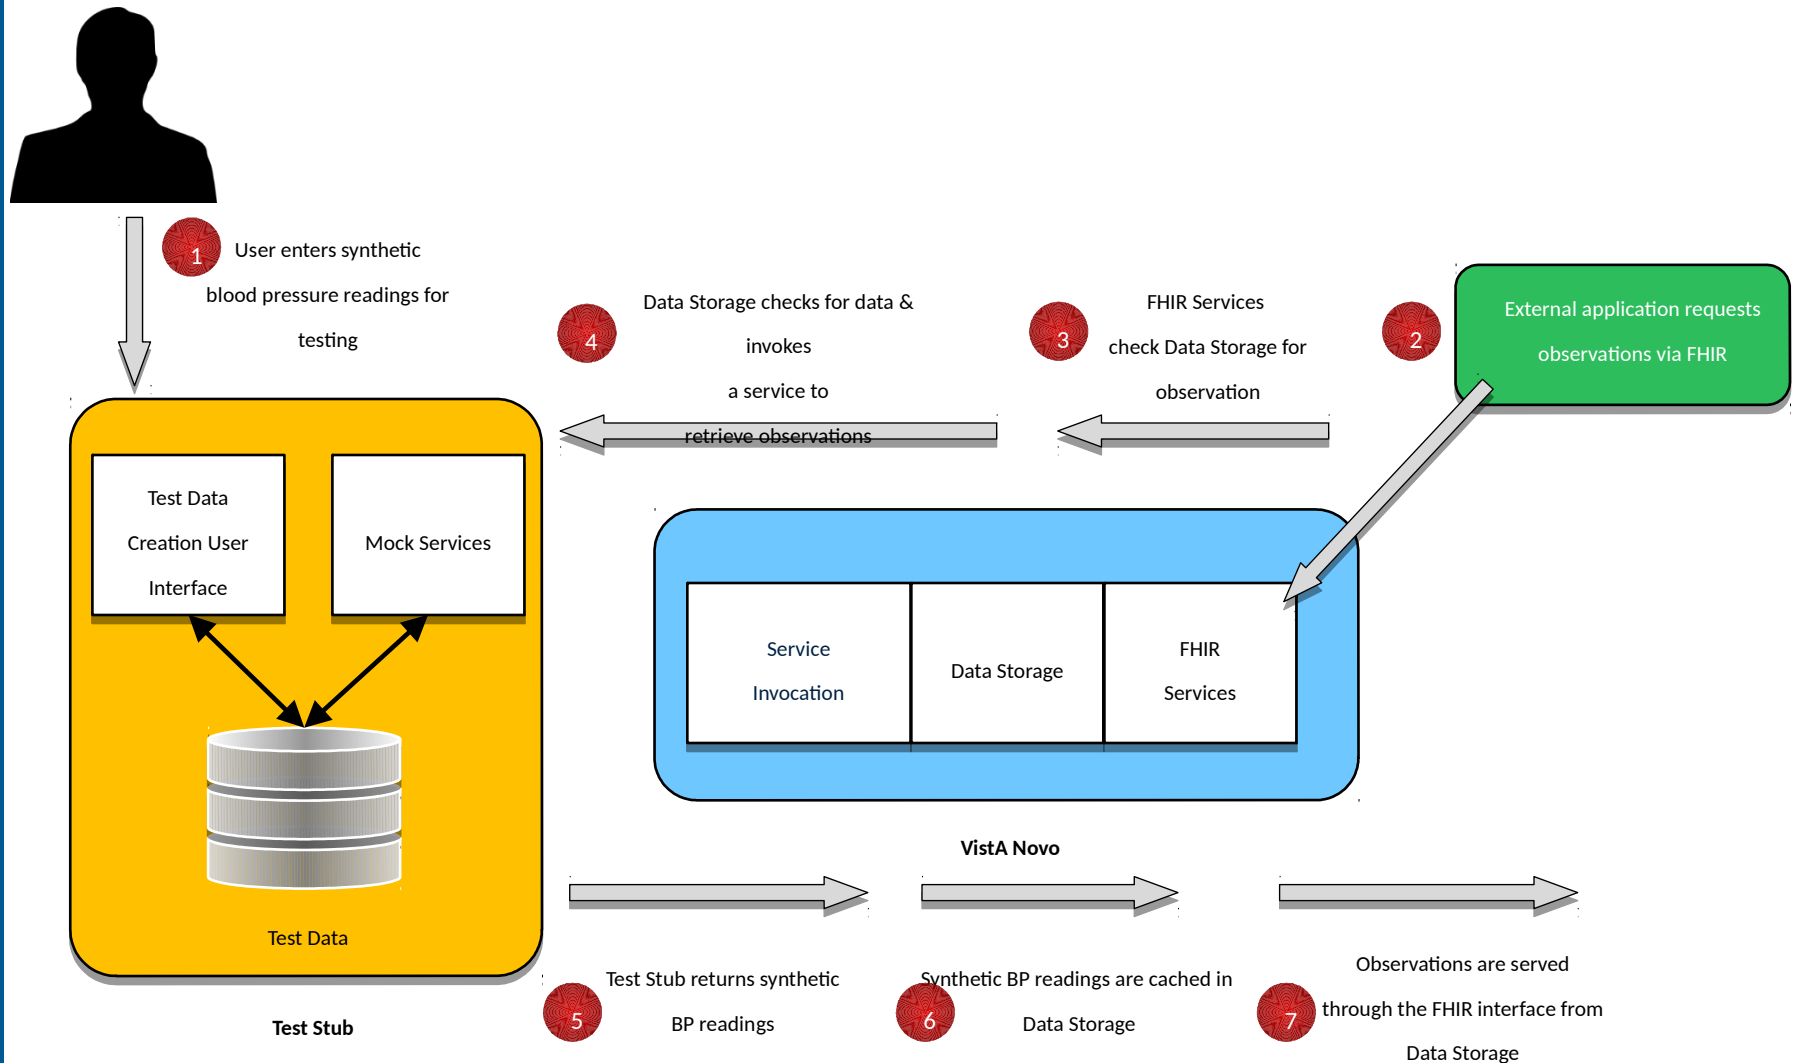 1
User enters synthetic
blood pressure readings for
testing
4
Data Storage checks for data &
invokes
a service to
retrieve observations
3
FHIR Services
check Data Storage for
observation
2
External application requests
observations via FHIR
Test Data
Creation User
Interface
Mock Services
Test Data
Test Stub
Service
Invocation
Data Storage
FHIR
Services
VistA Novo
5
Test Stub returns synthetic
BP readings
6
Synthetic BP readings are cached in
Data Storage
7
Observations are served
through the FHIR interface from
Data Storage